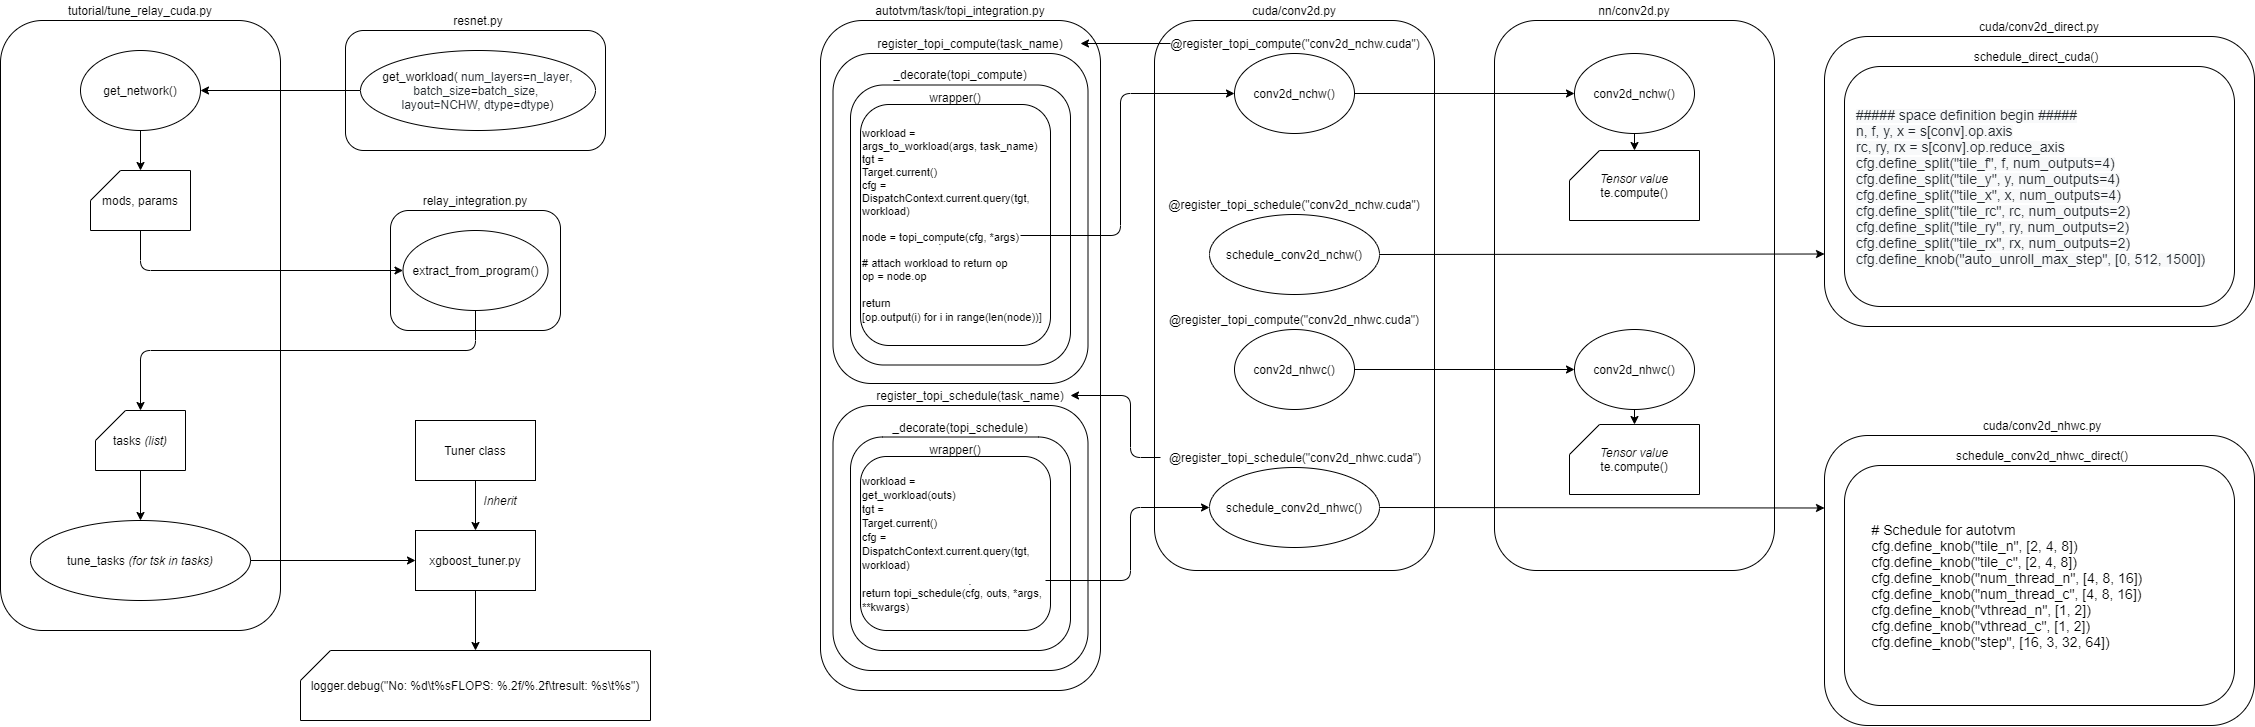 tutorial/tune_relay_cuda.py
get_network()
mods, params
tasks (list)
tune_tasks (for tsk in tasks)
resnet.py
get_workload( num_layers=n_layer,
batch_size=batch_size,
layout=NCHW, dtype=dtype)
relay_integration.py
extract_from_program()
Tuner class
Inherit
xgboost_tuner.py
logger.debug("No: %d\t%sFLOPS: %.2f/%.2f\tresult: %s\t%s")
autotvm/task/topi_integration.py
register_topi_compute(task_name)
_decorate(topi_compute)
wrapper()
workload =
args_to_workload(args, task_name)
tgt =
Target.current()
cfg =
DispatchContext.current.query(tgt,
workload)
node = topi_compute(cfg, *args)
# attach workload to return op
op = node.op
return
[op.output(i) for i in range(len(node))]
register_topi_schedule(task_name)
_decorate(topi_schedule)
wrapper()
workload =
get_workload(outs)
tgt =
Target.current()
cfg =
DispatchContext.current.query(tgt,
workload)
return topi_schedule(cfg, outs, *args,
**kwargs)
cuda/conv2d.py
@register_topi_compute("conv2d_nchw.cuda")
conv2d_nchw()
@register_topi_schedule("conv2d_nchw.cuda")
schedule_conv2d_nchw()
@register_topi_compute("conv2d_nhwc.cuda")
conv2d_nhwc()
@register_topi_schedule("conv2d_nhwc.cuda")
schedule_conv2d_nhwc()
nn/conv2d.py
conv2d_nchw()
Tensor value
te.compute()
conv2d_nhwc()
Tensor value
te.compute()
cuda/conv2d_direct.py
schedule_direct_cuda()
##### space definition begin #####
n, f, y, x = s[conv].op.axis
rc, ry, rx = s[conv].op.reduce_axis
cfg.define_split("tile_f", f, num_outputs=4)
cfg.define_split("tile_y", y, num_outputs=4)
cfg.define_split("tile_x", x, num_outputs=4)
cfg.define_split("tile_rc", rc, num_outputs=2)
cfg.define_split("tile_ry", ry, num_outputs=2)
cfg.define_split("tile_rx", rx, num_outputs=2)
cfg.define_knob("auto_unroll_max_step", [0, 512, 1500])
cuda/conv2d_nhwc.py
schedule_conv2d_nhwc_direct()
# Schedule for autotvm
cfg.define_knob("tile_n", [2, 4, 8])
cfg.define_knob("tile_c", [2, 4, 8])
cfg.define_knob("num_thread_n", [4, 8, 16])
cfg.define_knob("num_thread_c", [4, 8, 16])
cfg.define_knob("vthread_n", [1, 2])
cfg.define_knob("vthread_c", [1, 2])
cfg.define_knob("step", [16, 3, 32, 64])